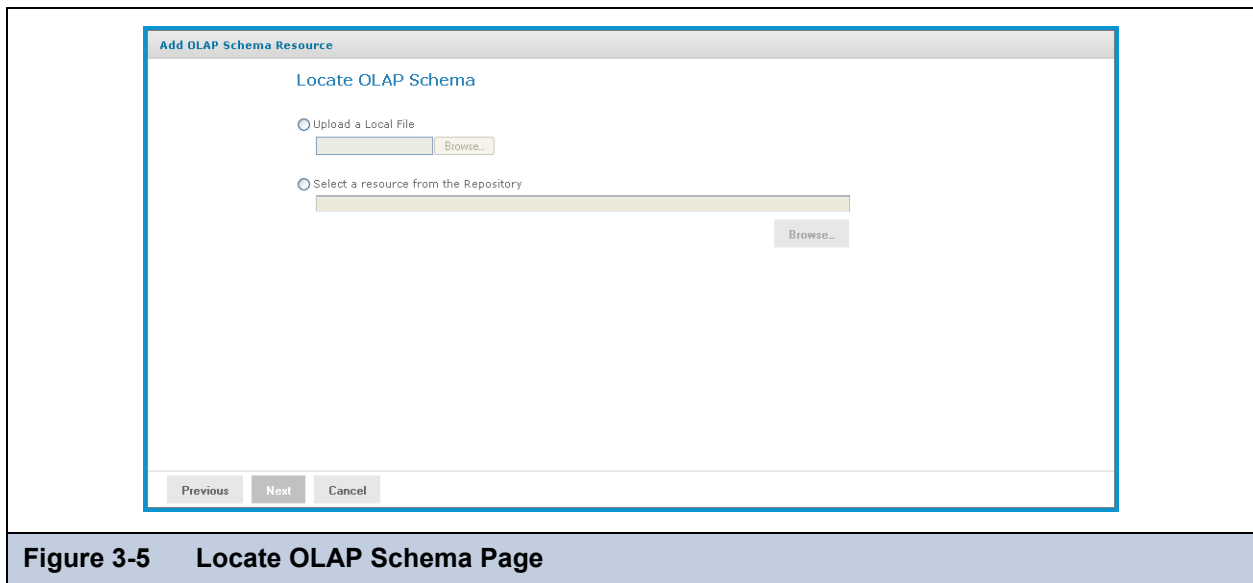 Add OLAP Schema Resource
Locate OLAP Schema
Upload a Local File
Browse...
Select a resource from the Repository
Browse...
Previous Next Cancel
Figure 3-5 Locate OLAP Schema Page